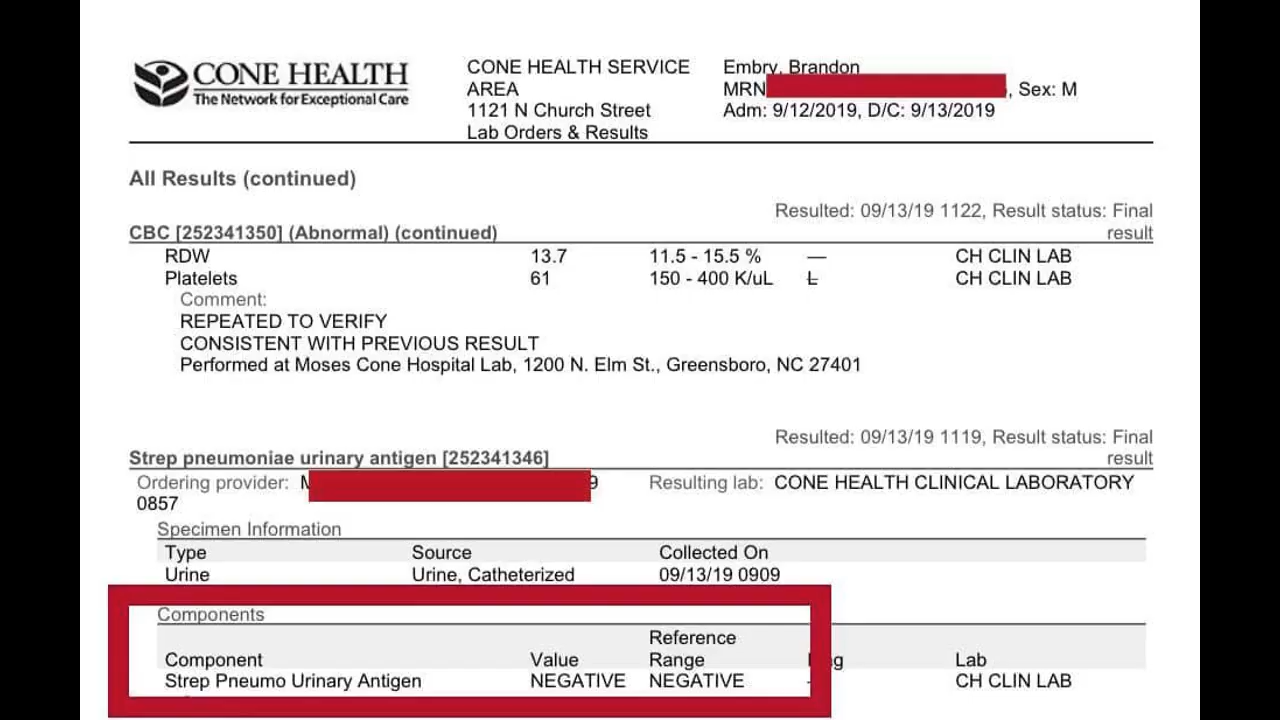 CONE HEALTH
The Network for Exceptional Care
CONE HEALTH SERVICE
AREA
1121 N Church Street
Lab Orders & Results
Embry, Brandon
MRN , Sex: M
Adm: 9/12/2019, D/C: 9/13/2019
All Results (continued)
Resulted: 09/13/19 1122, Result status: Final
CBC [252341350] (Abnormal) (continued) result
RDW 13.7 11.5 - 15.5 % — CH CLIN LAB
Platelets 61 150 - 400 K/uL L CH CLIN LAB
Comment:
REPEATED TO VERIFY
CONSISTENT WITH PREVIOUS RESULT
Performed at Moses Cone Hospital Lab, 1200 N. Elm St., Greensboro, NC 27401
Resulted: 09/13/19 1119, Result status: Final
Strep pneumoniae urinary antigen [252341346] result
Ordering provider: 9 Resulting lab: CONE HEALTH CLINICAL LABORATORY
0857
Specimen Information
Type Source Collected On
Urine Urine, Catheterized 09/13/19 0909
Components
Reference
Component Value Range Lab
Strep Pneumo Urinary Antigen NEGATIVE NEGATIVE CH CLIN LAB